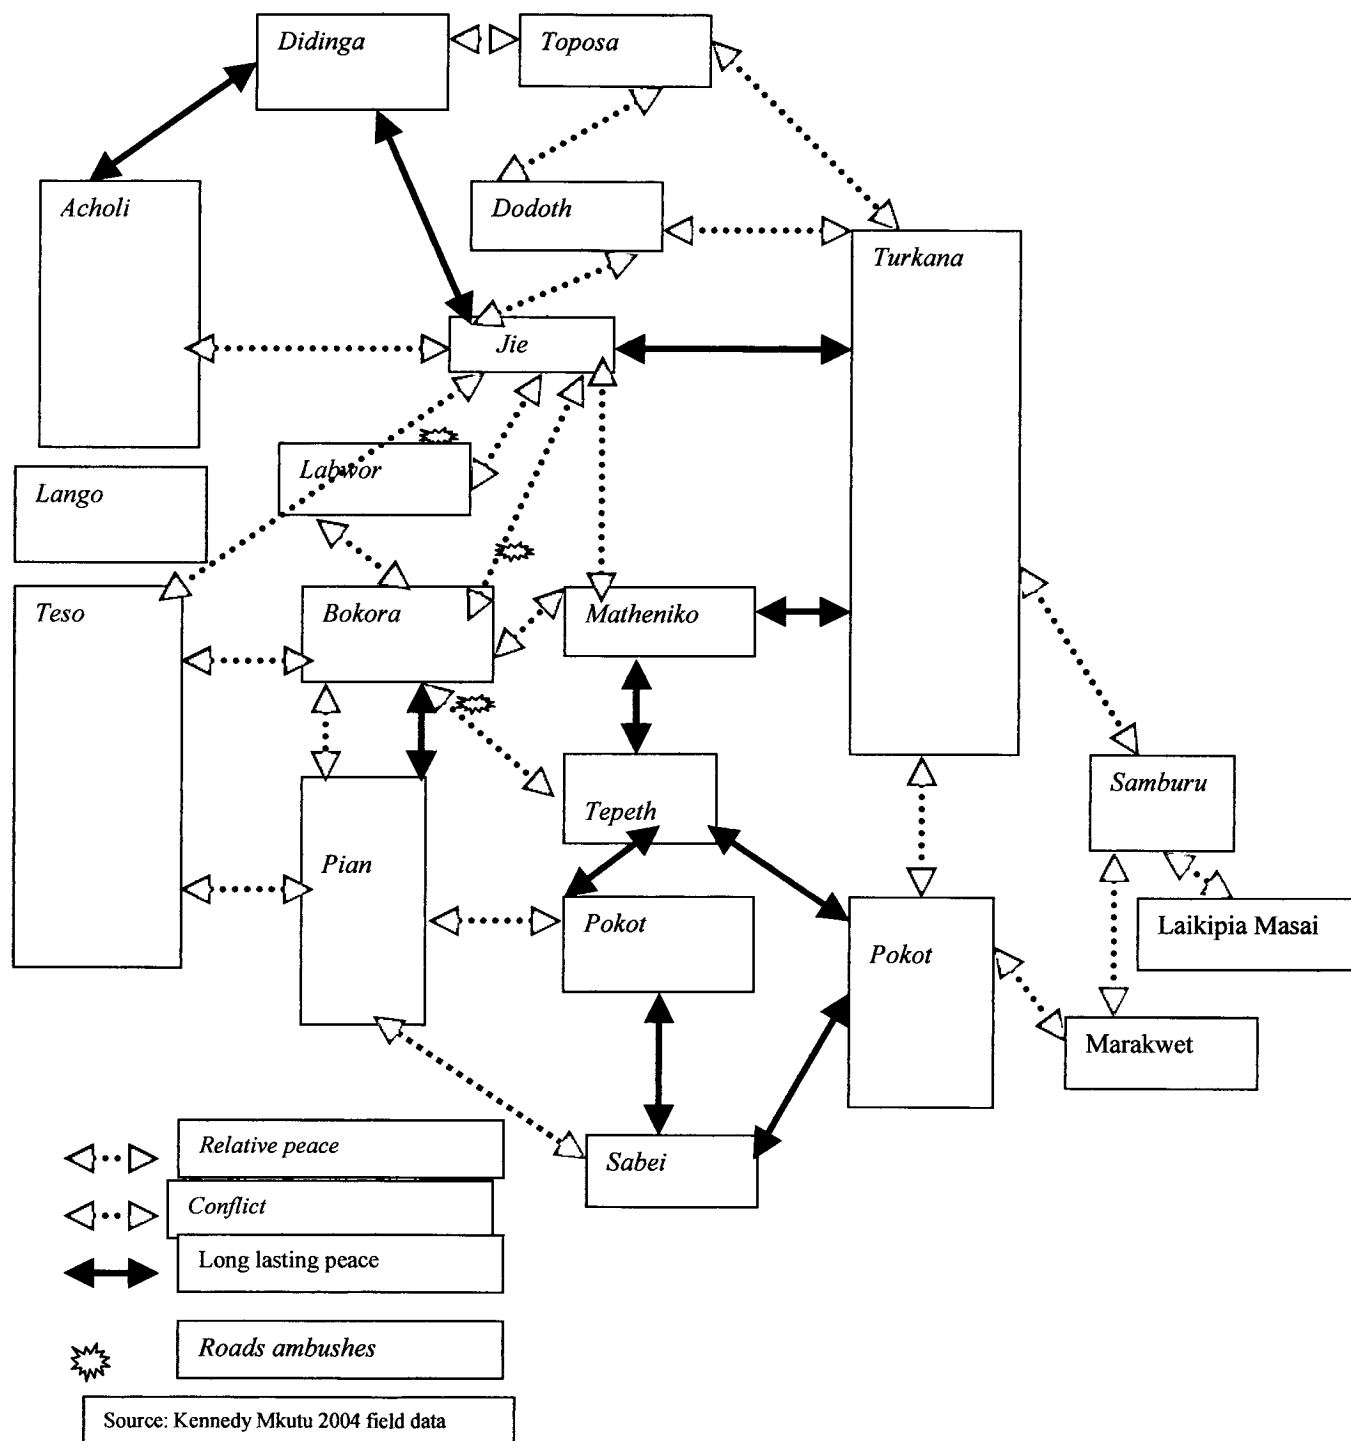 Didinga
Toposa
Acholi
Dodoth
Turkana
Jie
Labwor
Lango
Teso
Bokora
Matheniko
Samburu
Tepeth
Pian
Pokot
Pokot
Laikipia Masai
Marakwet
Sabei
Relative peace
Conflict
Long lasting peace
Roads ambushes
Source: Kennedy Mkutu 2004 field data